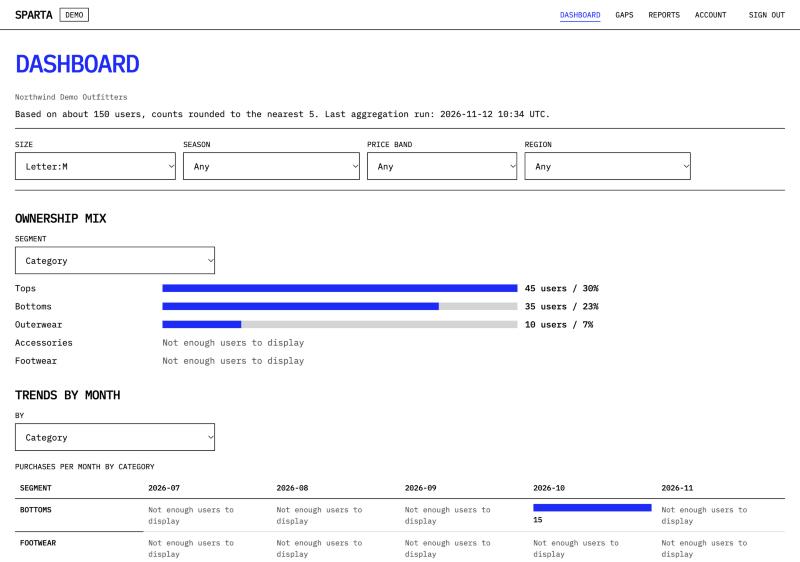 SPARTA DEMO DASHBOARD GAPS REPORTS ACCOUNT SIGN OUT
DASHBOARD
Northwind Demo Outfitters
Based on about 150 users, counts rounded to the nearest 5. Last aggregation run: 2026-11-12 10:34 UTC.
SIZE SEASON PRICE BAND REGION
Letter:M Any Any Any
OWNERSHIP MIX
SEGMENT
Category
Tops 45 users / 30%
Bottoms 35 users / 23%
Outerwear 10 users / 7%
Accessories Not enough users to display
Footwear Not enough users to display
TRENDS BY MONTH
BY
Category
PURCHASES PER MONTH BY CATEGORY
SEGMENT 2026-07 2026-08 2026-09 2026-10 2026-11
BOTTOMS Not enough users to Not enough users to Not enough users to Not enough users to
display display display 15 display
FOOTWEAR Not enough users to Not enough users to Not enough users to Not enough users to Not enough users to
display display display display display